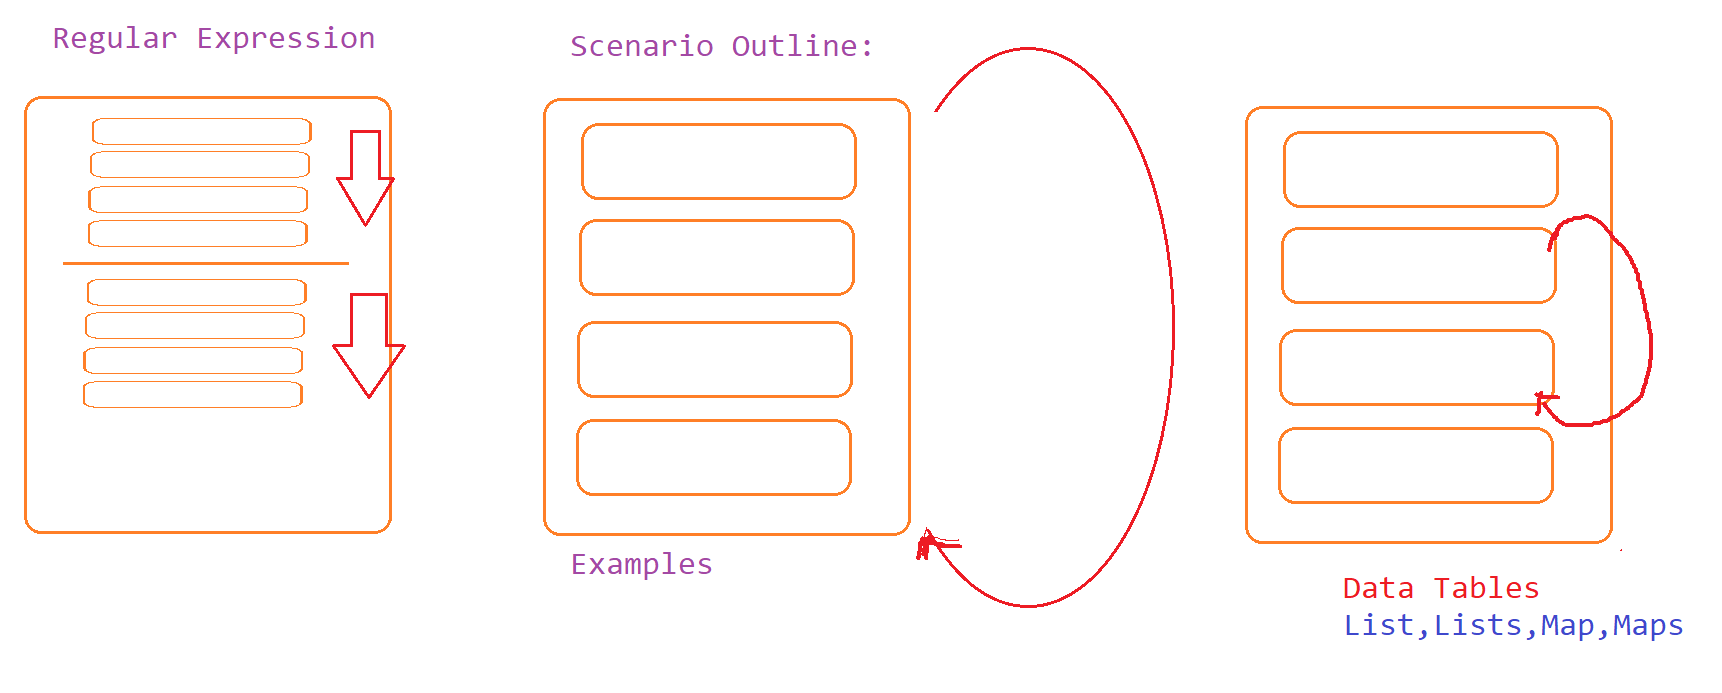 Regular Expression
Scenario Outline:
Examples
Data Tables
List,Lists,Map,Maps